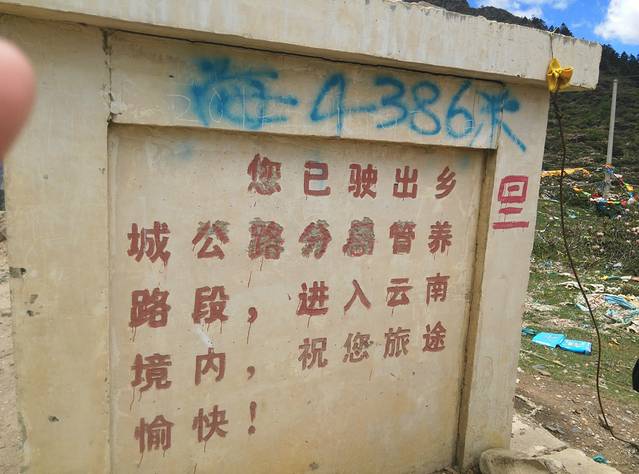 海 4386米
您已驶出乡
城公路分局管养
路段，进入云南
境内，祝您旅途
愉快！